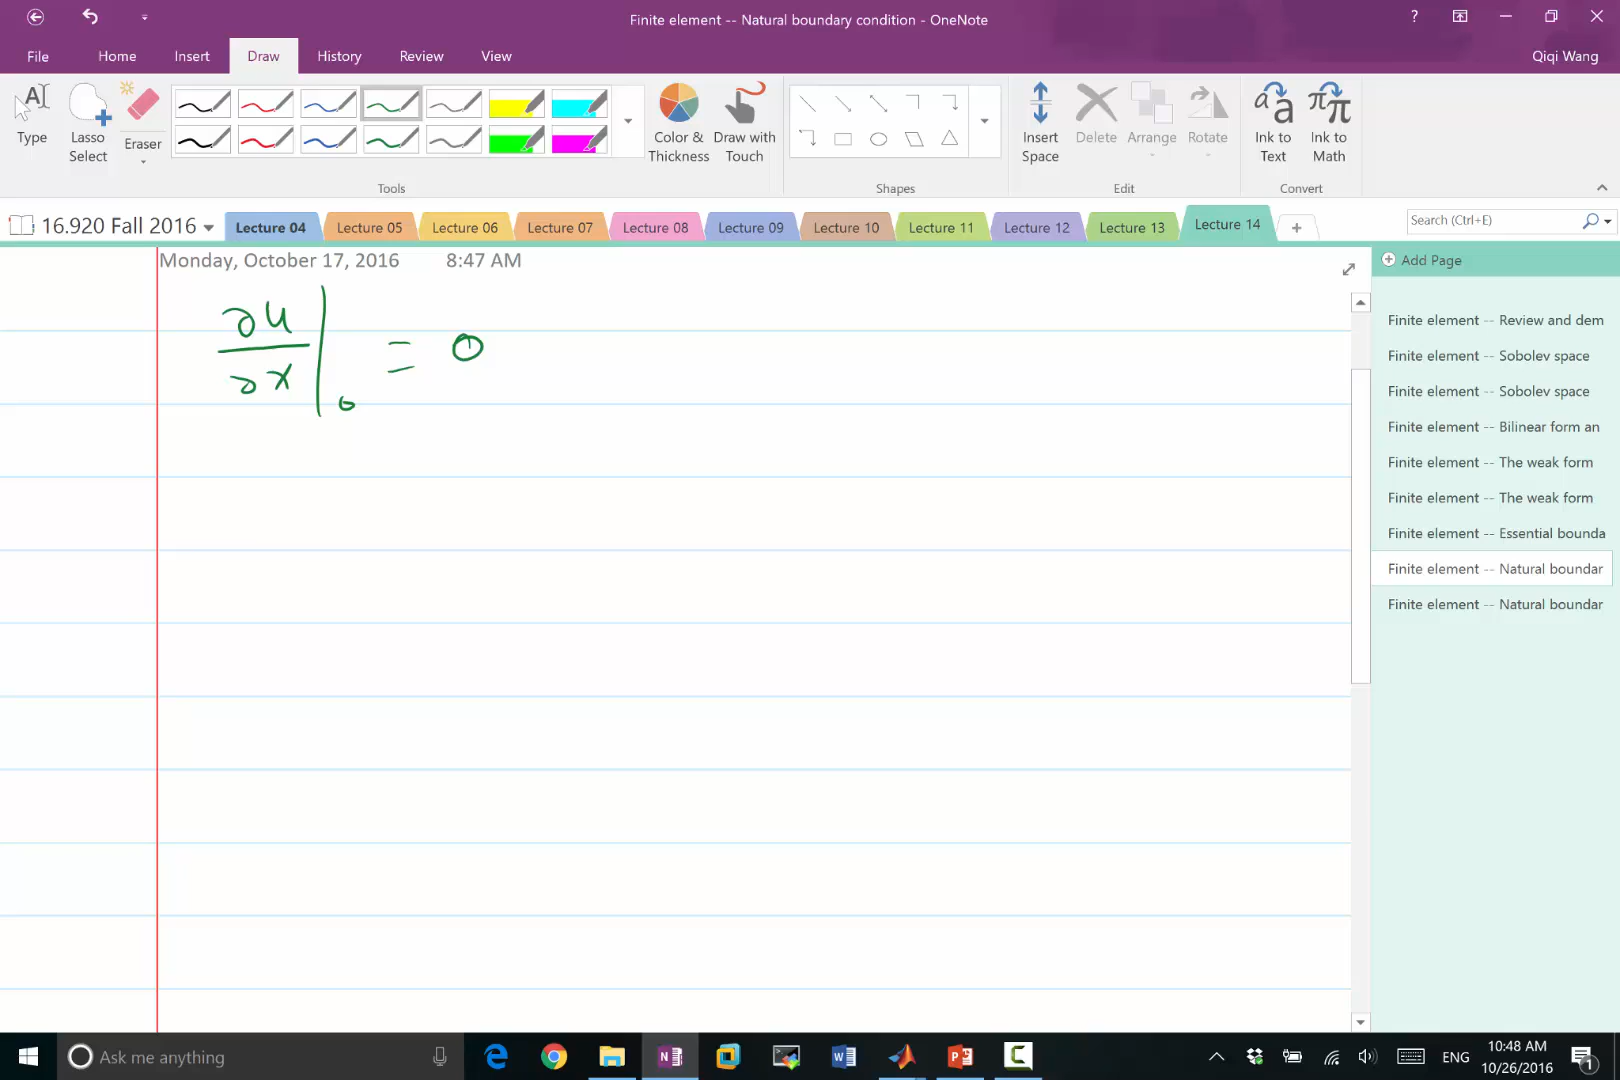 Finite element -- Natural boundary condition - OneNote
?
File Home Insert Draw History Review View
Qiqi Wang
Type
Lasso Select
Eraser
Color & Thickness
Draw with Touch
Insert Space
Delete
Arrange
Rotate
Ink to Text
Ink to Math
Tools
Shapes
Edit
Convert
16.920 Fall 2016
Lecture 04 Lecture 05 Lecture 06 Lecture 07 Lecture 08 Lecture 09 Lecture 10 Lecture 11 Lecture 12 Lecture 13 Lecture 14 +
Search (Ctrl+E)
Monday, October 17, 2016 8:47 AM
∂u
∂x |₀ = 0
Add Page
Finite element -- Review and dem
Finite element -- Sobolev space
Finite element -- Sobolev space
Finite element -- Bilinear form an
Finite element -- The weak form
Finite element -- The weak form
Finite element -- Essential bounda
Finite element -- Natural boundar
Finite element -- Natural boundar
Ask me anything
ENG
10:48 AM
10/26/2016
1